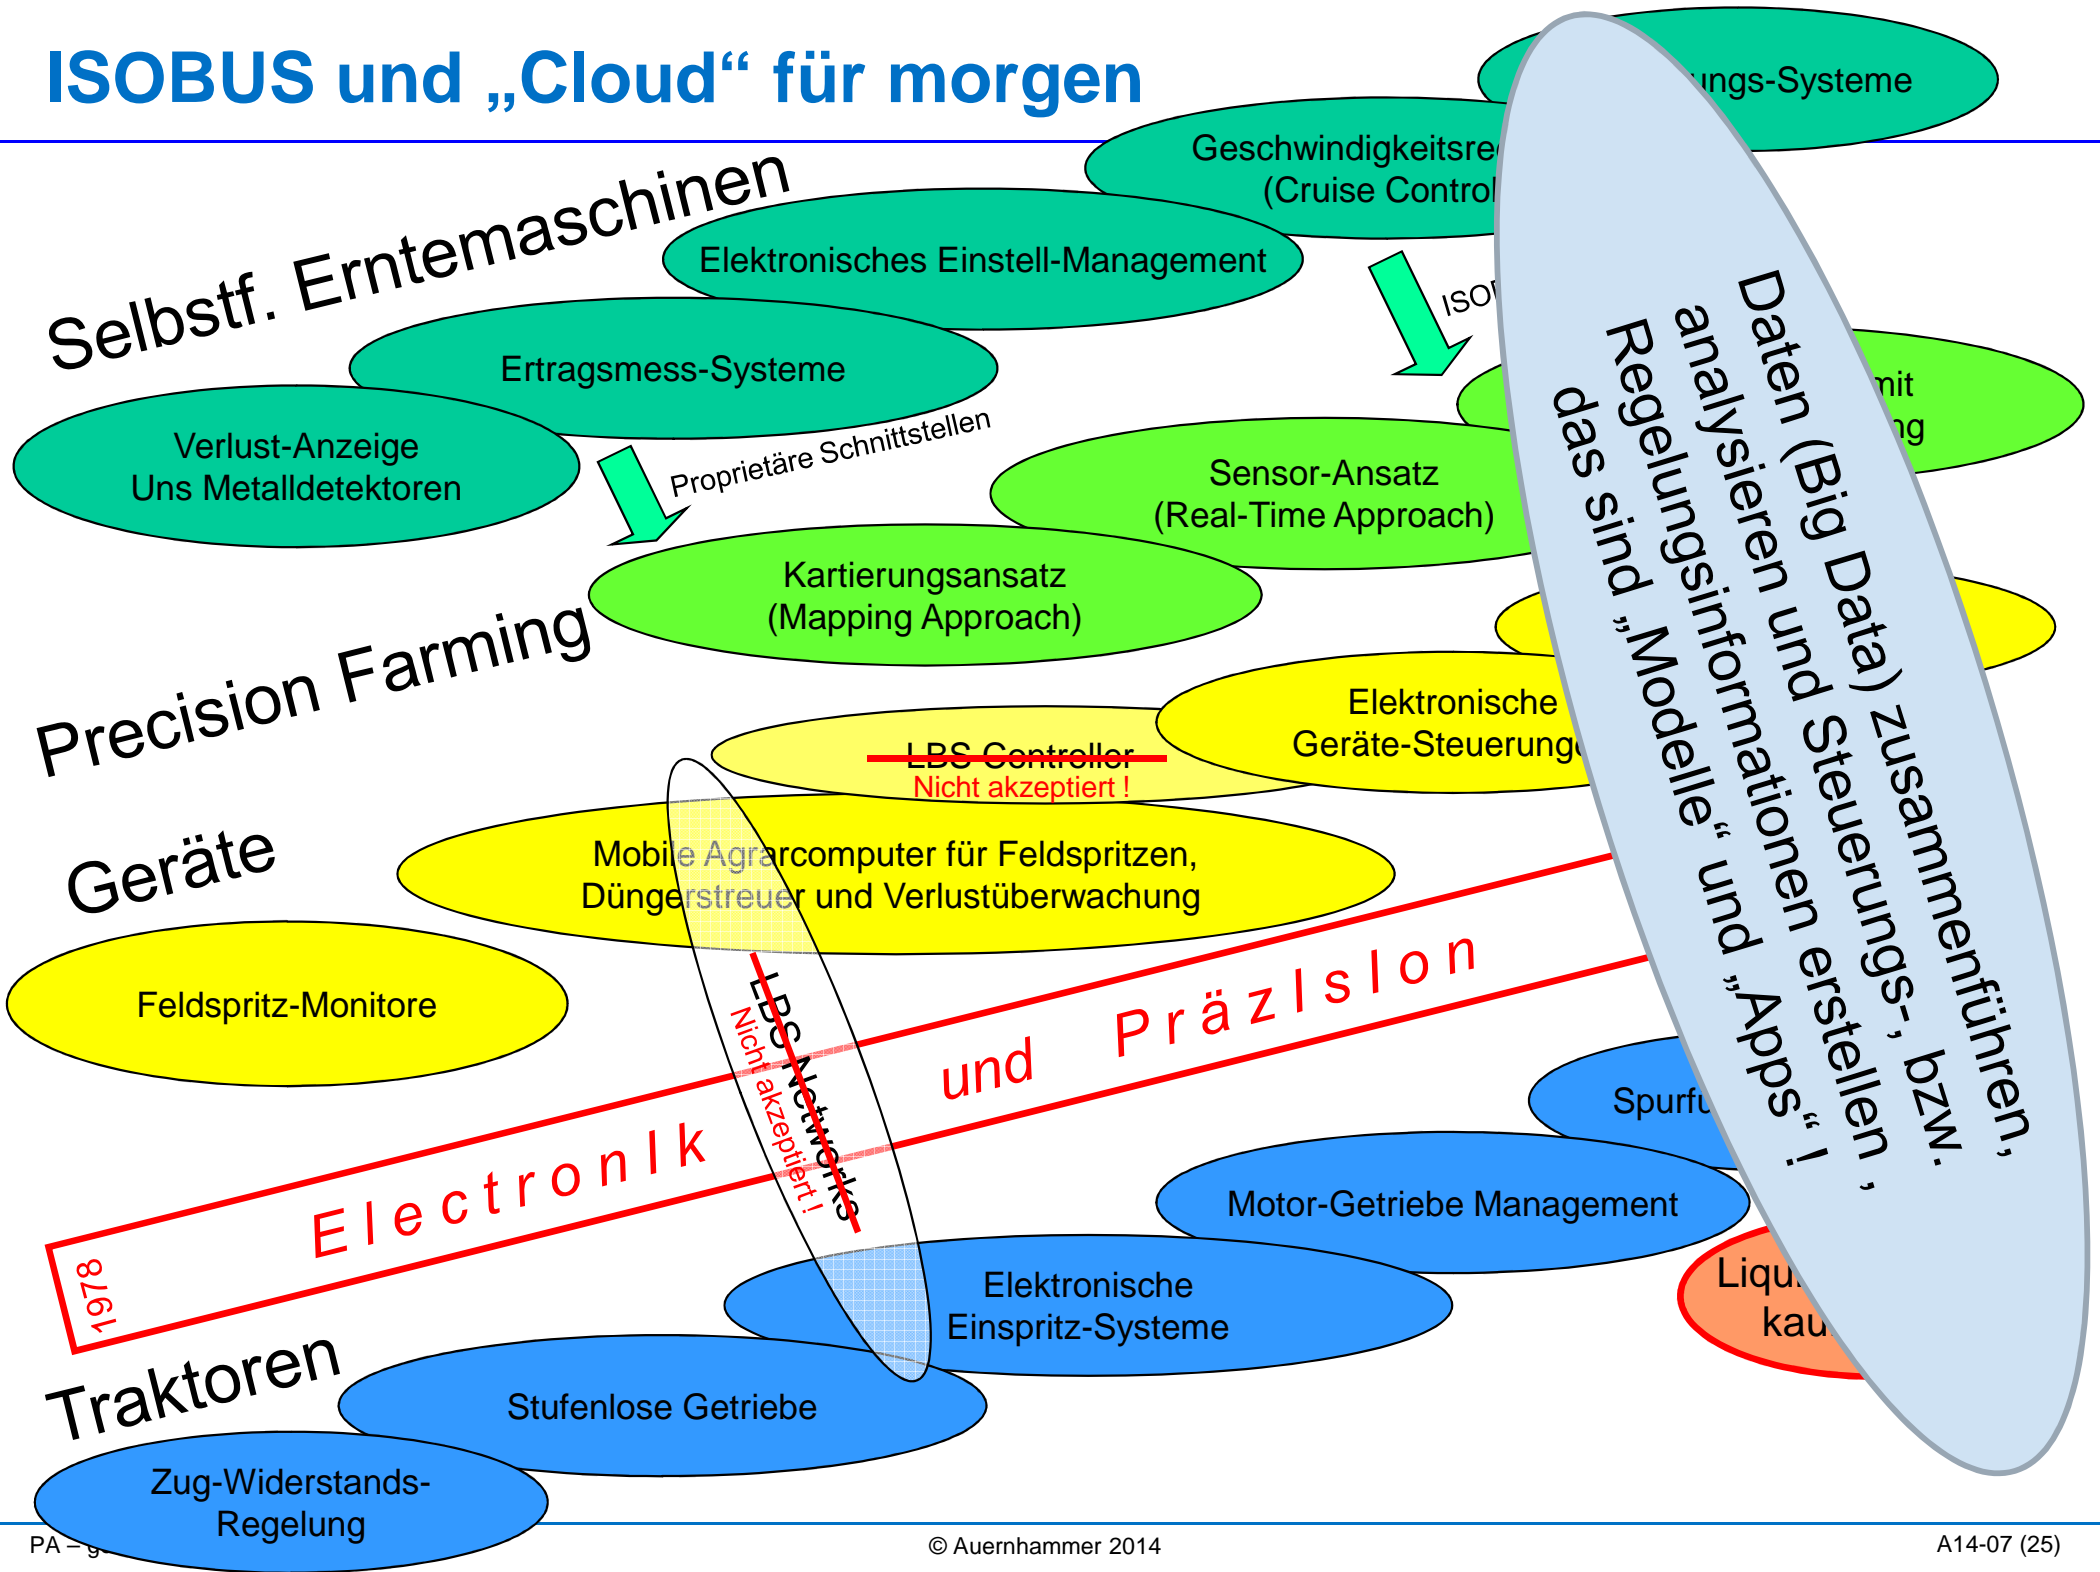 ISOBUS und „Cloud“ für morgen
ungs-Systeme
Geschwindigkeitsre
(Cruise Control
Selbstf. Erntemaschinen
Elektronisches Einstell-Management
ISO
Ertragsmess-Systeme
mit
ng
Verlust-Anzeige
Uns Metalldetektoren
Proprietäre Schnittstellen
Sensor-Ansatz
(Real-Time Approach)
Kartierungsansatz
(Mapping Approach)
Precision Farming
Elektronische
Geräte-Steuerung
LBS Controller
Nicht akzeptiert !
Geräte
Mobile Agrarcomputer für Feldspritzen,
Düngerstreuer und Verlustüberwachung
Feldspritz-Monitore
LBS Networks
Nicht akzeptiert !
1978
ElectronIk und PräzIsIon
Daten (Big Data) zusammenführen,
analysieren und Steuerungs-, bzw.
Regelungsinformationen erstellen ,
das sind „Modelle“ und „Apps“ !
Spurfü
Motor-Getriebe Management
Liqu
kau
Elektronische
Einspritz-Systeme
Traktoren
Stufenlose Getriebe
Zug-Widerstands-
Regelung
PA –
© Auernhammer 2014
A14-07 (25)